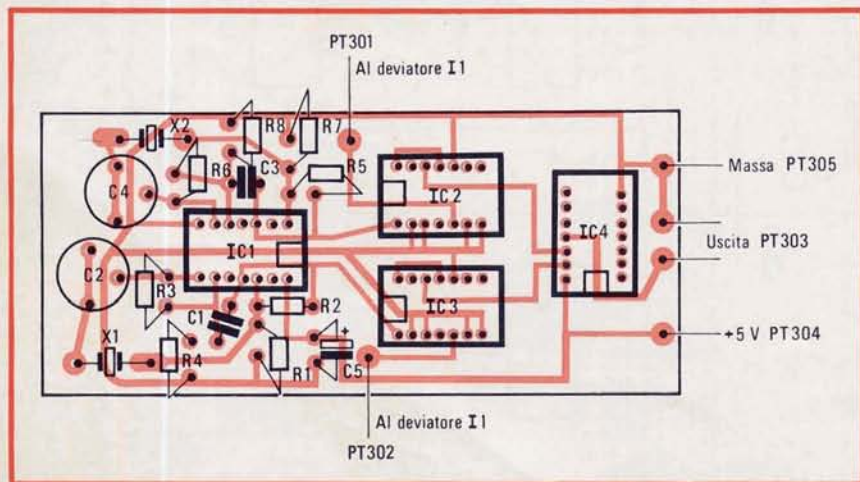 PT301
Al deviatore I1
X2
R8
R7
R6
C3
R5
C4
IC2
Massa PT305
IC1
IC4
Uscita PT303
C2
R3
IC3
C1
R2
+5 V PT304
X1
R4
R1
+
C5
Al deviatore I1
PT302